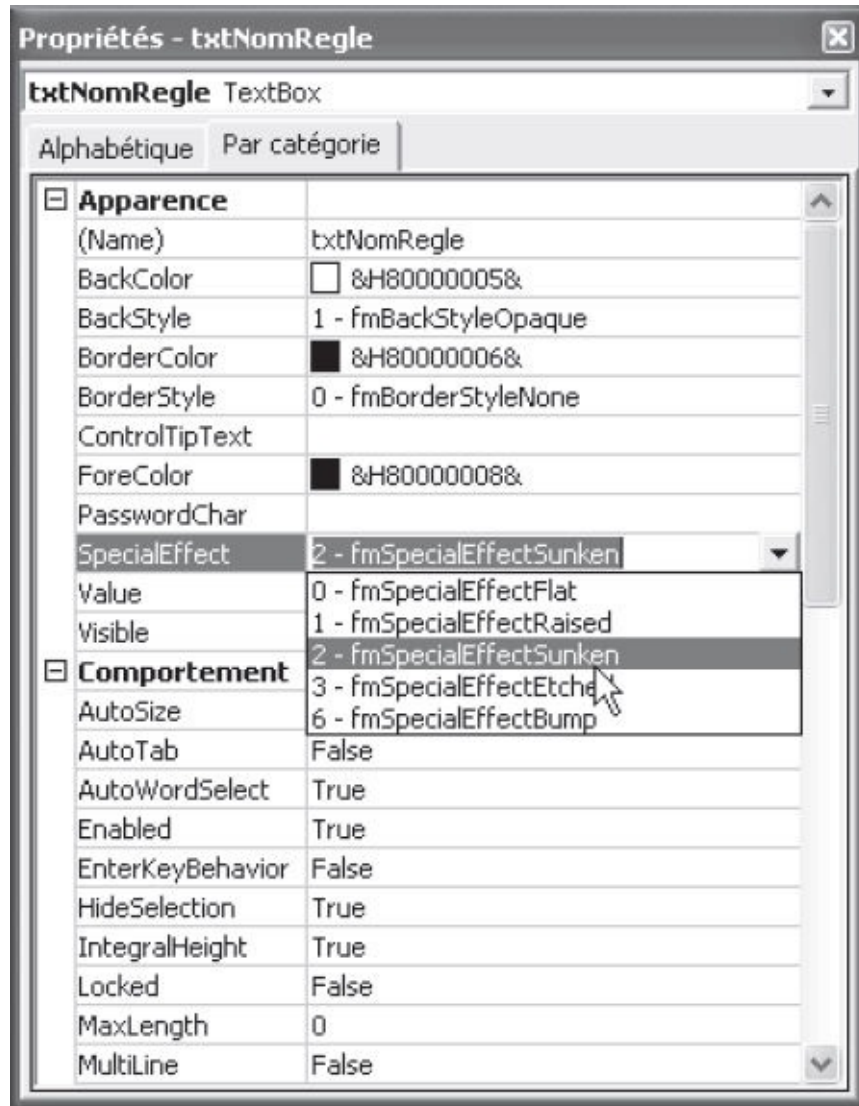 Propriétés - txtNomRegle
txtNomRegle TextBox
Alphabétique Par catégorie
Apparence
(Name) txtNomRegle
BackColor &H80000005&
BackStyle 1 - fmBackStyleOpaque
BorderColor &H80000006&
BorderStyle 0 - fmBorderStyleNone
ControlTipText
ForeColor &H80000008&
PasswordChar
SpecialEffect 2 - fmSpecialEffectSunken
Value 0 - fmSpecialEffectFlat
1 - fmSpecialEffectRaised
Visible 2 - fmSpecialEffectSunken
Comportement 3 - fmSpecialEffectEtche
AutoSize 6 - fmSpecialEffectBump
AutoTab False
AutoWordSelect True
Enabled True
EnterKeyBehavior False
HideSelection True
IntegralHeight True
Locked False
MaxLength 0
MultiLine False